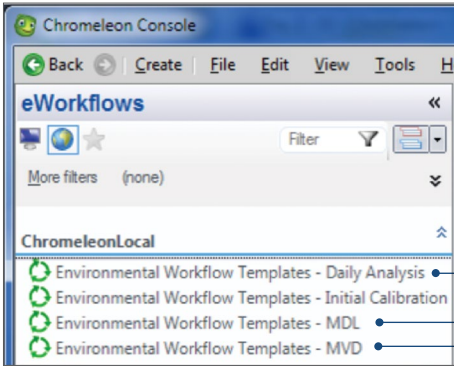 Chromeleon Console
Back Create File Edit View Tools H
eWorkflows
Filter
More filters (none)
ChromeleonLocal
Environmental Workflow Templates - Daily Analysis
Environmental Workflow Templates - Initial Calibration
Environmental Workflow Templates - MDL
Environmental Workflow Templates - MVD